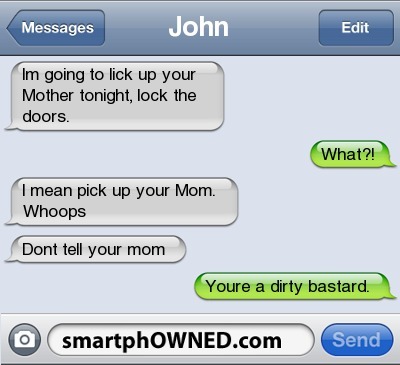 Messages
John
Edit
Im going to lick up your
Mother tonight, lock the
doors.
What?!
I mean pick up your Mom.
Whoops
Dont tell your mom
Youre a dirty bastard.
smartphOWNED.com
Send